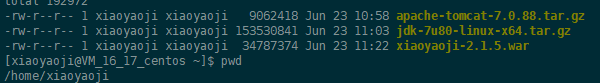 total 192972
-rw-r--r-- 1 xiaoyaoji xiaoyaoji   9062418 Jun 23 10:58 apache-tomcat-7.0.88.tar.gz
-rw-r--r-- 1 xiaoyaoji xiaoyaoji 153530841 Jun 23 11:03 jdk-7u80-linux-x64.tar.gz
-rw-r--r-- 1 xiaoyaoji xiaoyaoji  34787374 Jun 23 11:22 xiaoyaoji-2.1.5.war
[xiaoyaoji@VM_16_17_centos ~]$ pwd
/home/xiaoyaoji